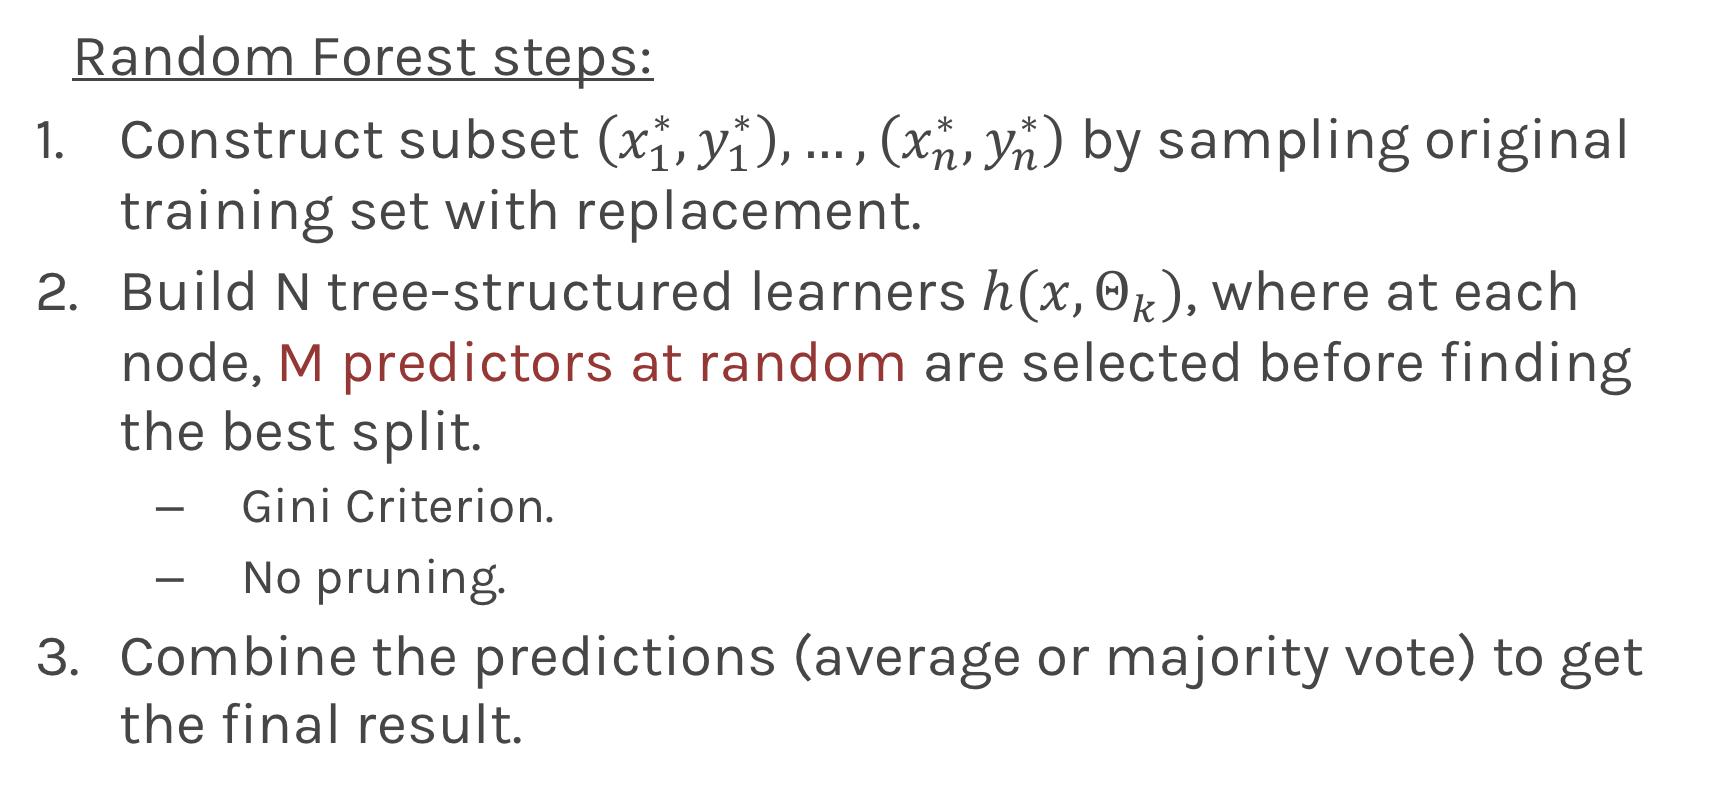 Random Forest steps:
1. Construct subset (x₁*, y₁*), … , (xₙ*, yₙ*) by sampling original
training set with replacement.
2. Build N tree-structured learners h(x, Θₖ), where at each
node, M predictors at random are selected before finding
the best split.
– Gini Criterion.
– No pruning.
3. Combine the predictions (average or majority vote) to get
the final result.